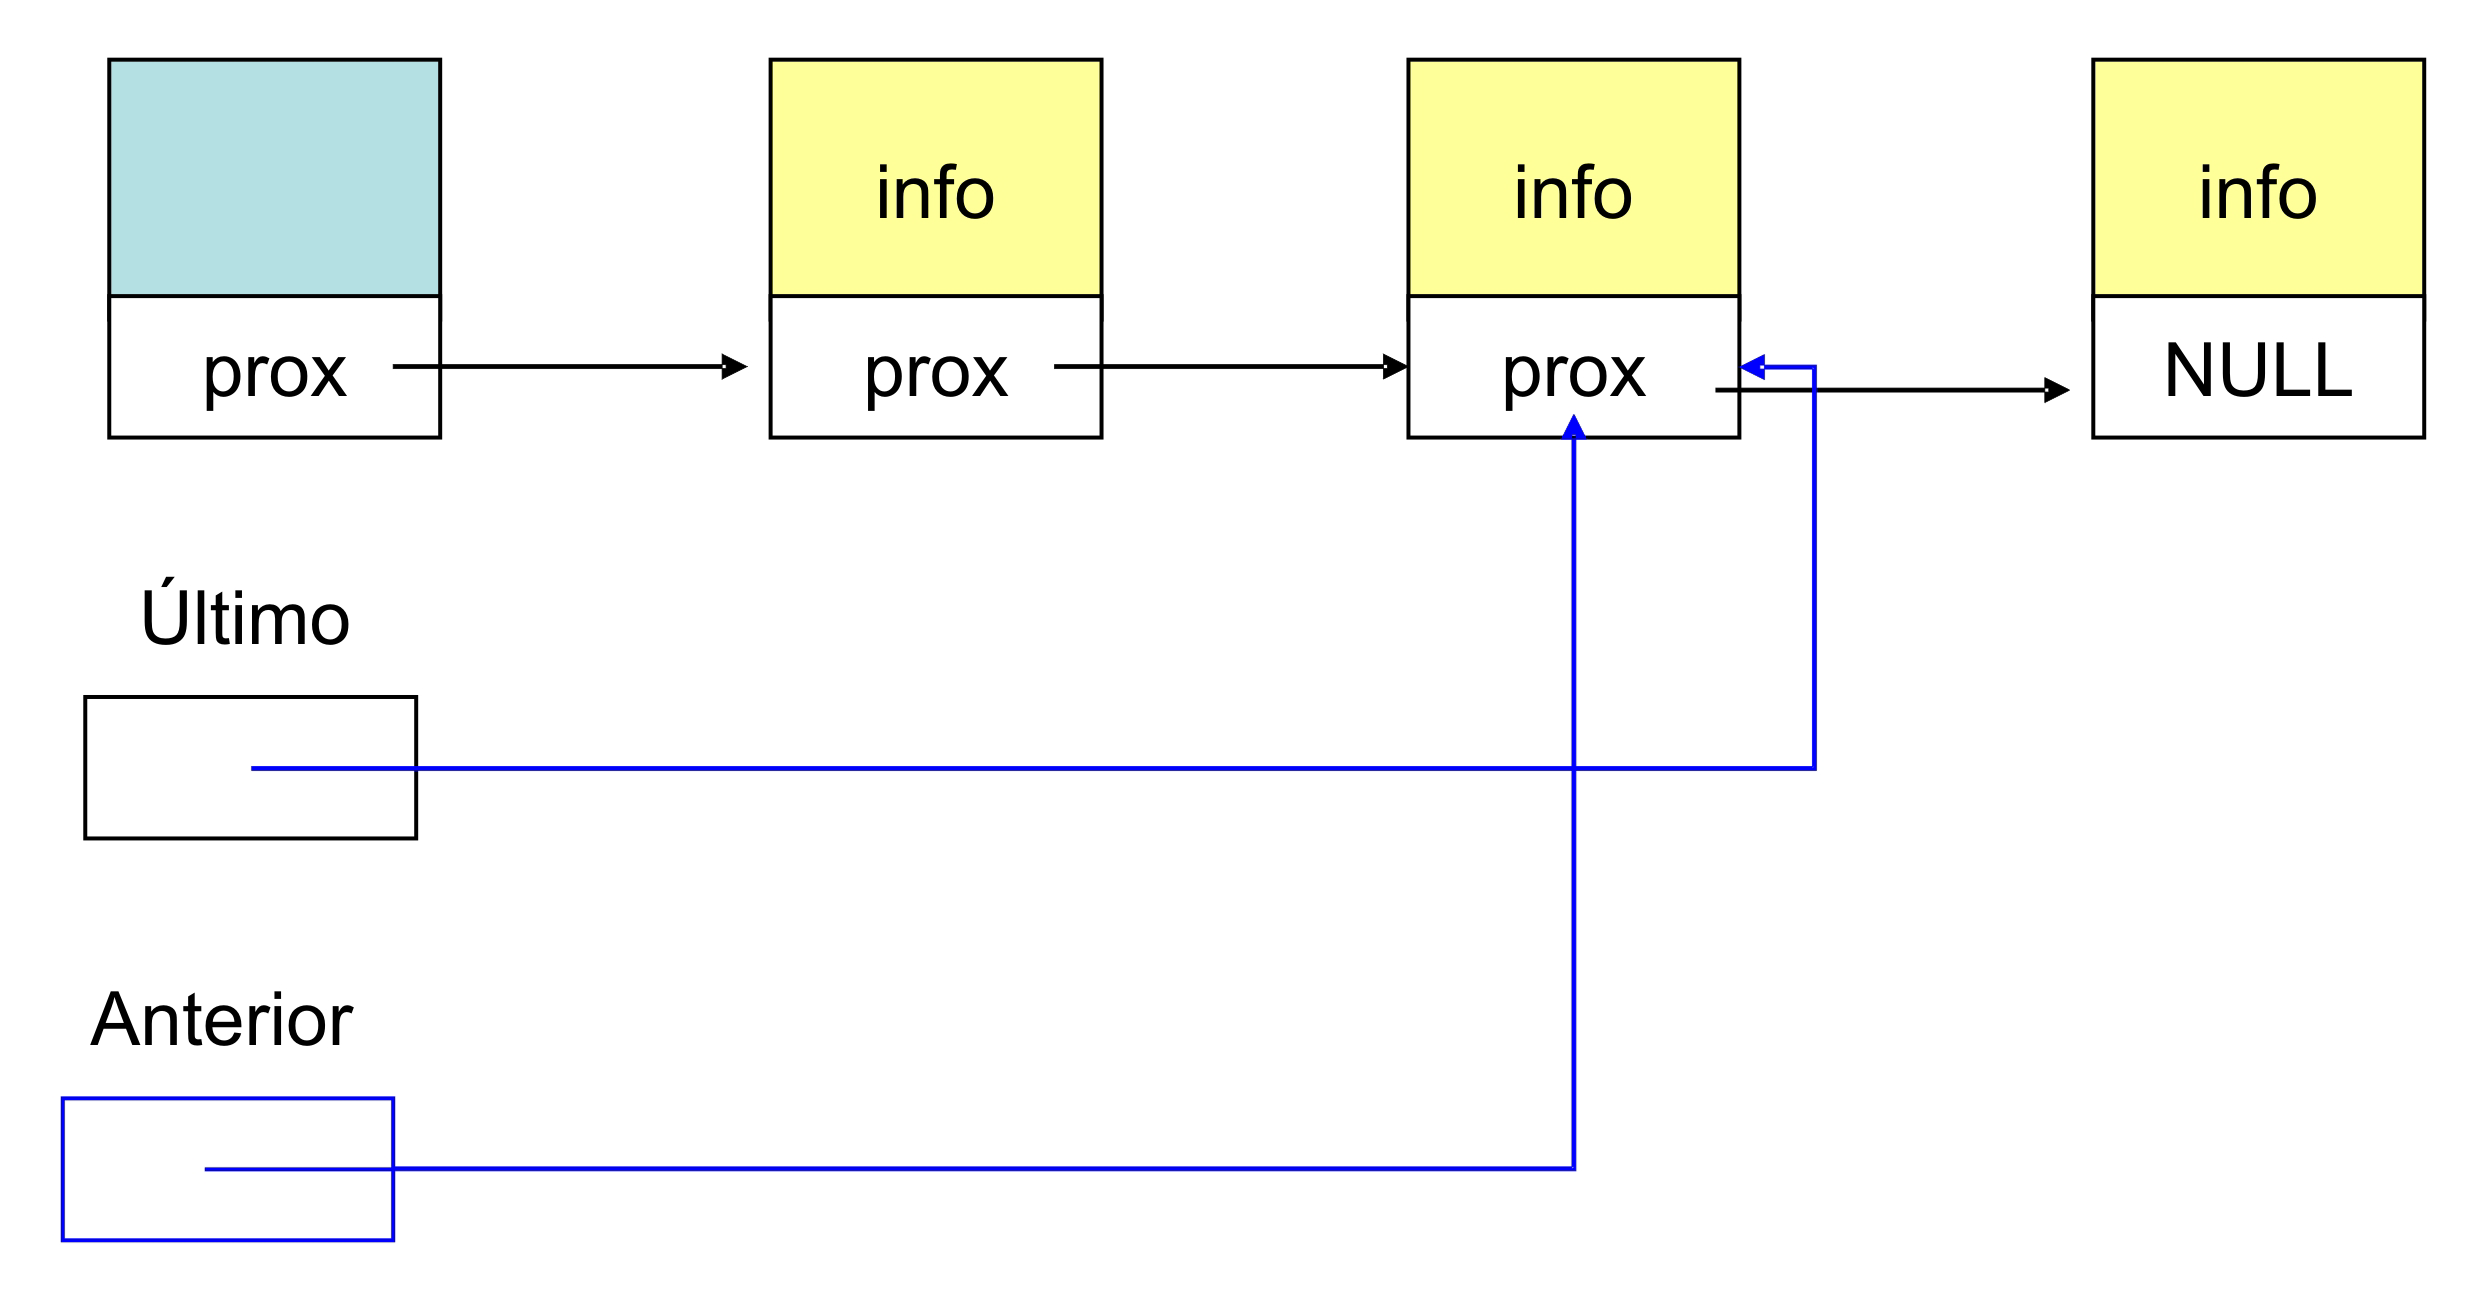 info
info
info
prox
prox
prox
NULL
Último
Anterior